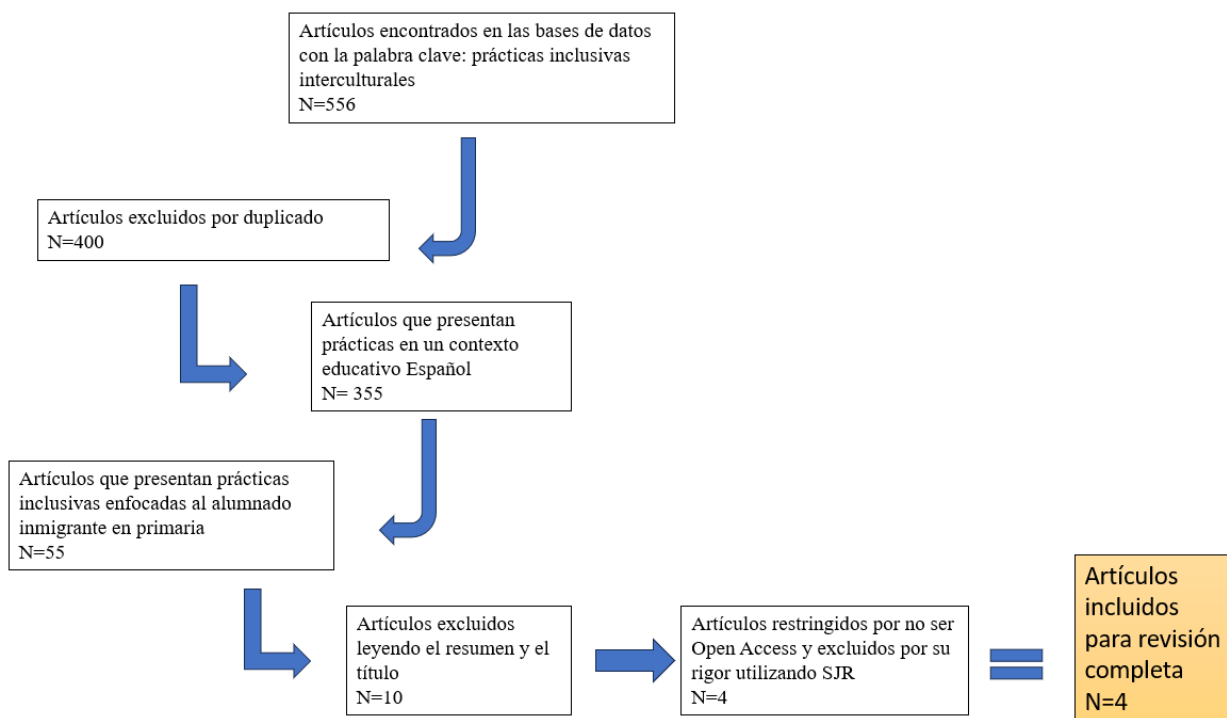 Artículos encontrados en las bases de datos
con la palabra clave: prácticas inclusivas
interculturales
N=556
Artículos excluidos por duplicado
N=400
Artículos que presentan
prácticas en un contexto
educativo Español
N= 355
Artículos que presentan prácticas
inclusivas enfocadas al alumnado
inmigrante en primaria
N=55
Artículos excluidos
leyendo el resumen y el
título
N=10
Artículos restringidos por no ser
Open Access y excluidos por su
rigor utilizando SJR
N=4
Artículos
incluidos
para revisión
completa
N=4